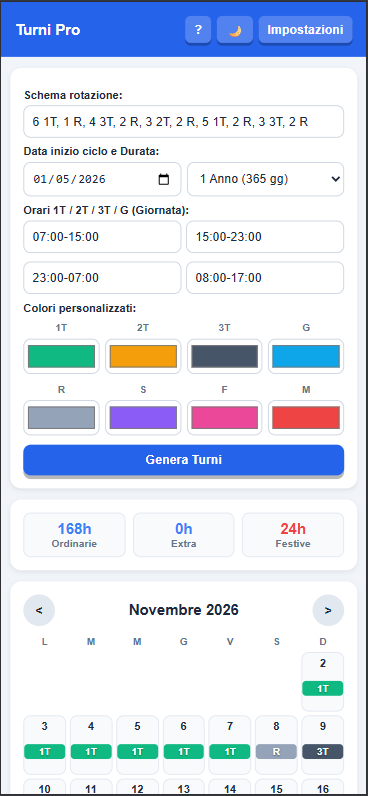 Turni Pro ? 🌙 Impostazioni
Schema rotazione:
6 1T, 1 R, 4 3T, 2 R, 3 2T, 2 R, 5 1T, 2 R, 3 3T, 2 R
Data inizio ciclo e Durata:
01/05/2026 1 Anno (365 gg)
Orari 1T / 2T / 3T / G (Giornata):
07:00-15:00 15:00-23:00
23:00-07:00 08:00-17:00
Colori personalizzati:
1T 2T 3T G
R S F M
Genera Turni
168h 0h 24h
Ordinarie Extra Festive
< Novembre 2026 >
L M M G V S D
2
1T
3 4 5 6 7 8 9
1T 1T 1T 1T 1T R 3T
10 11 12 13 14 15 16